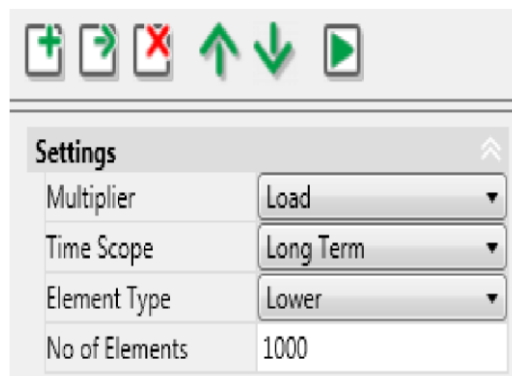 Settings
Multiplier Load
Time Scope Long Term
Element Type Lower
No of Elements 1000